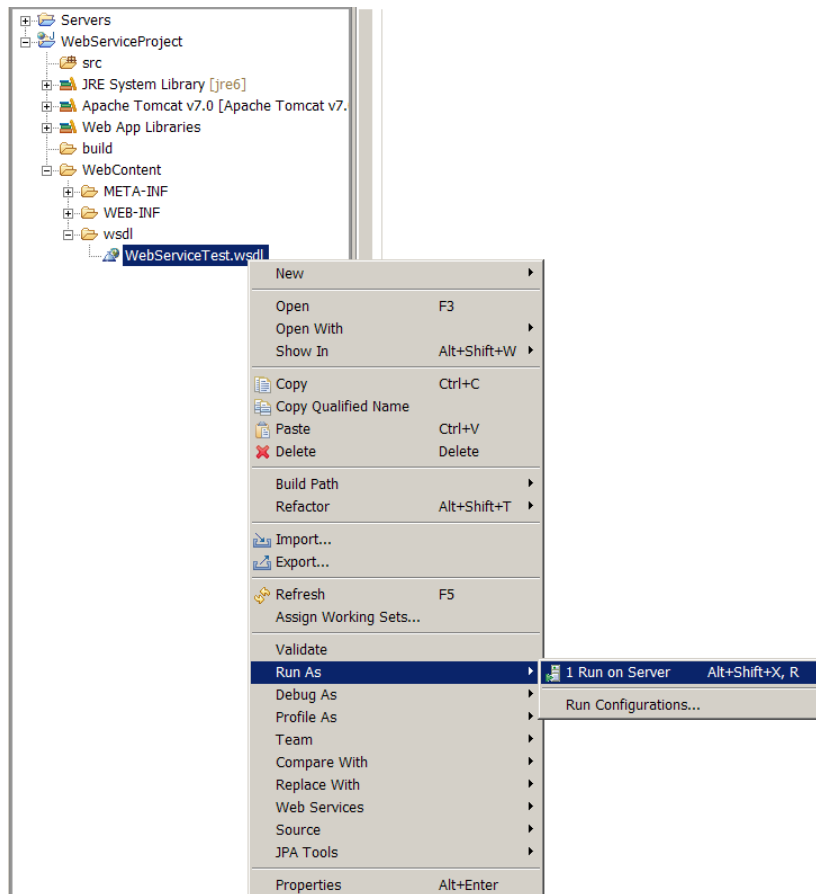 Servers
WebServiceProject
src
JRE System Library [jre6]
Apache Tomcat v7.0 [Apache Tomcat v7.
Web App Libraries
build
WebContent
META-INF
WEB-INF
wsdl
WebServiceTest.wsdl
New
Open F3
Open With
Show In Alt+Shift+W
Copy Ctrl+C
Copy Qualified Name
Paste Ctrl+V
Delete Delete
Build Path
Refactor Alt+Shift+T
Import...
Export...
Refresh F5
Assign Working Sets...
Validate
Run As 1 Run on Server Alt+Shift+X, R
Debug As
Run Configurations...
Profile As
Team
Compare With
Replace With
Web Services
Source
JPA Tools
Properties Alt+Enter